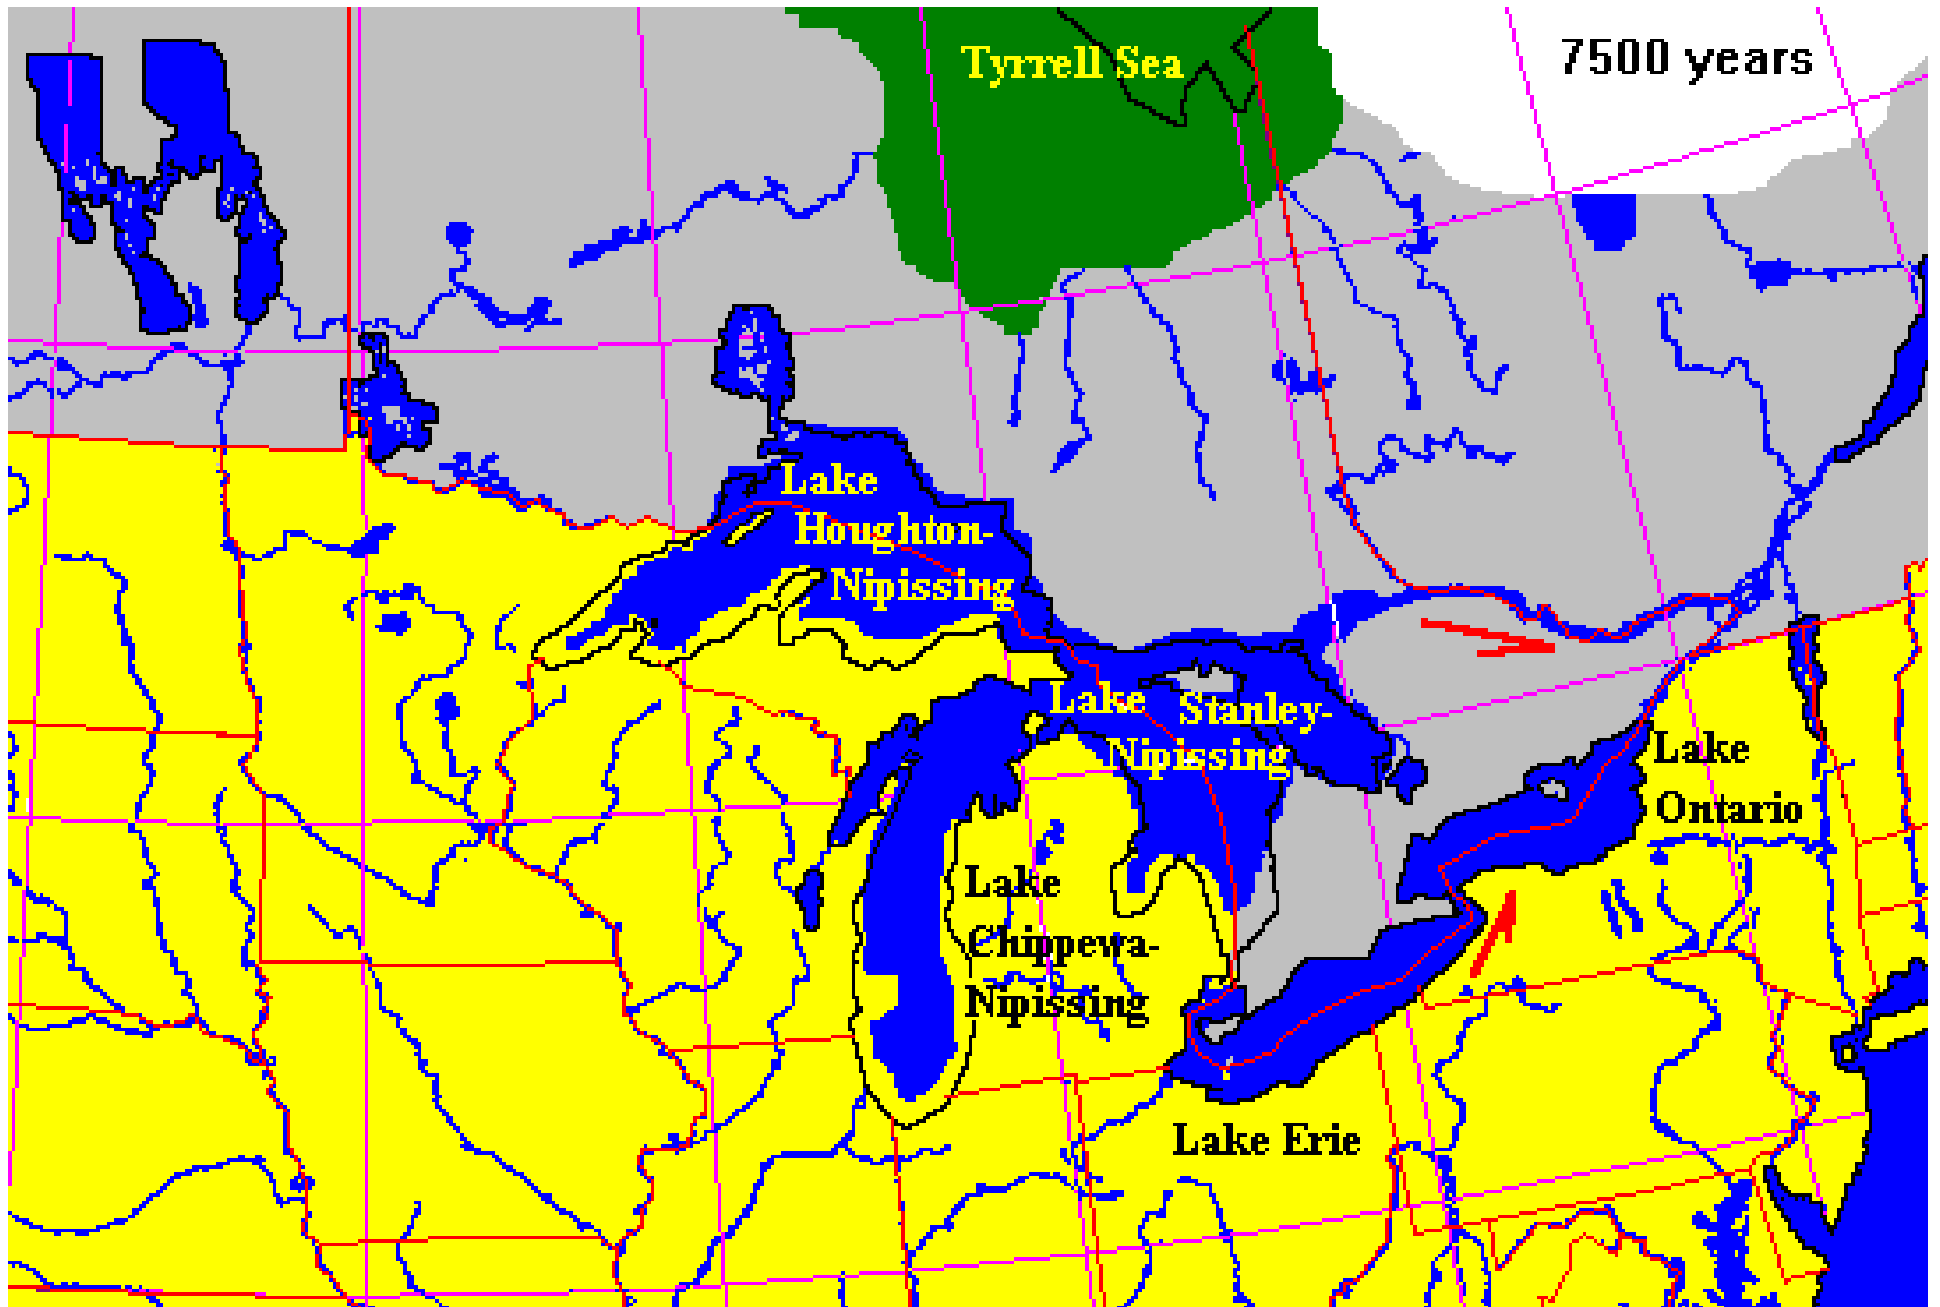 Tyrrell Sea
7500 years
Lake
Houghton-
Nipissing
Lake Stanley-
Nipissing
Lake
Ontario
Lake
Chippewa-
Nipissing
Lake Erie